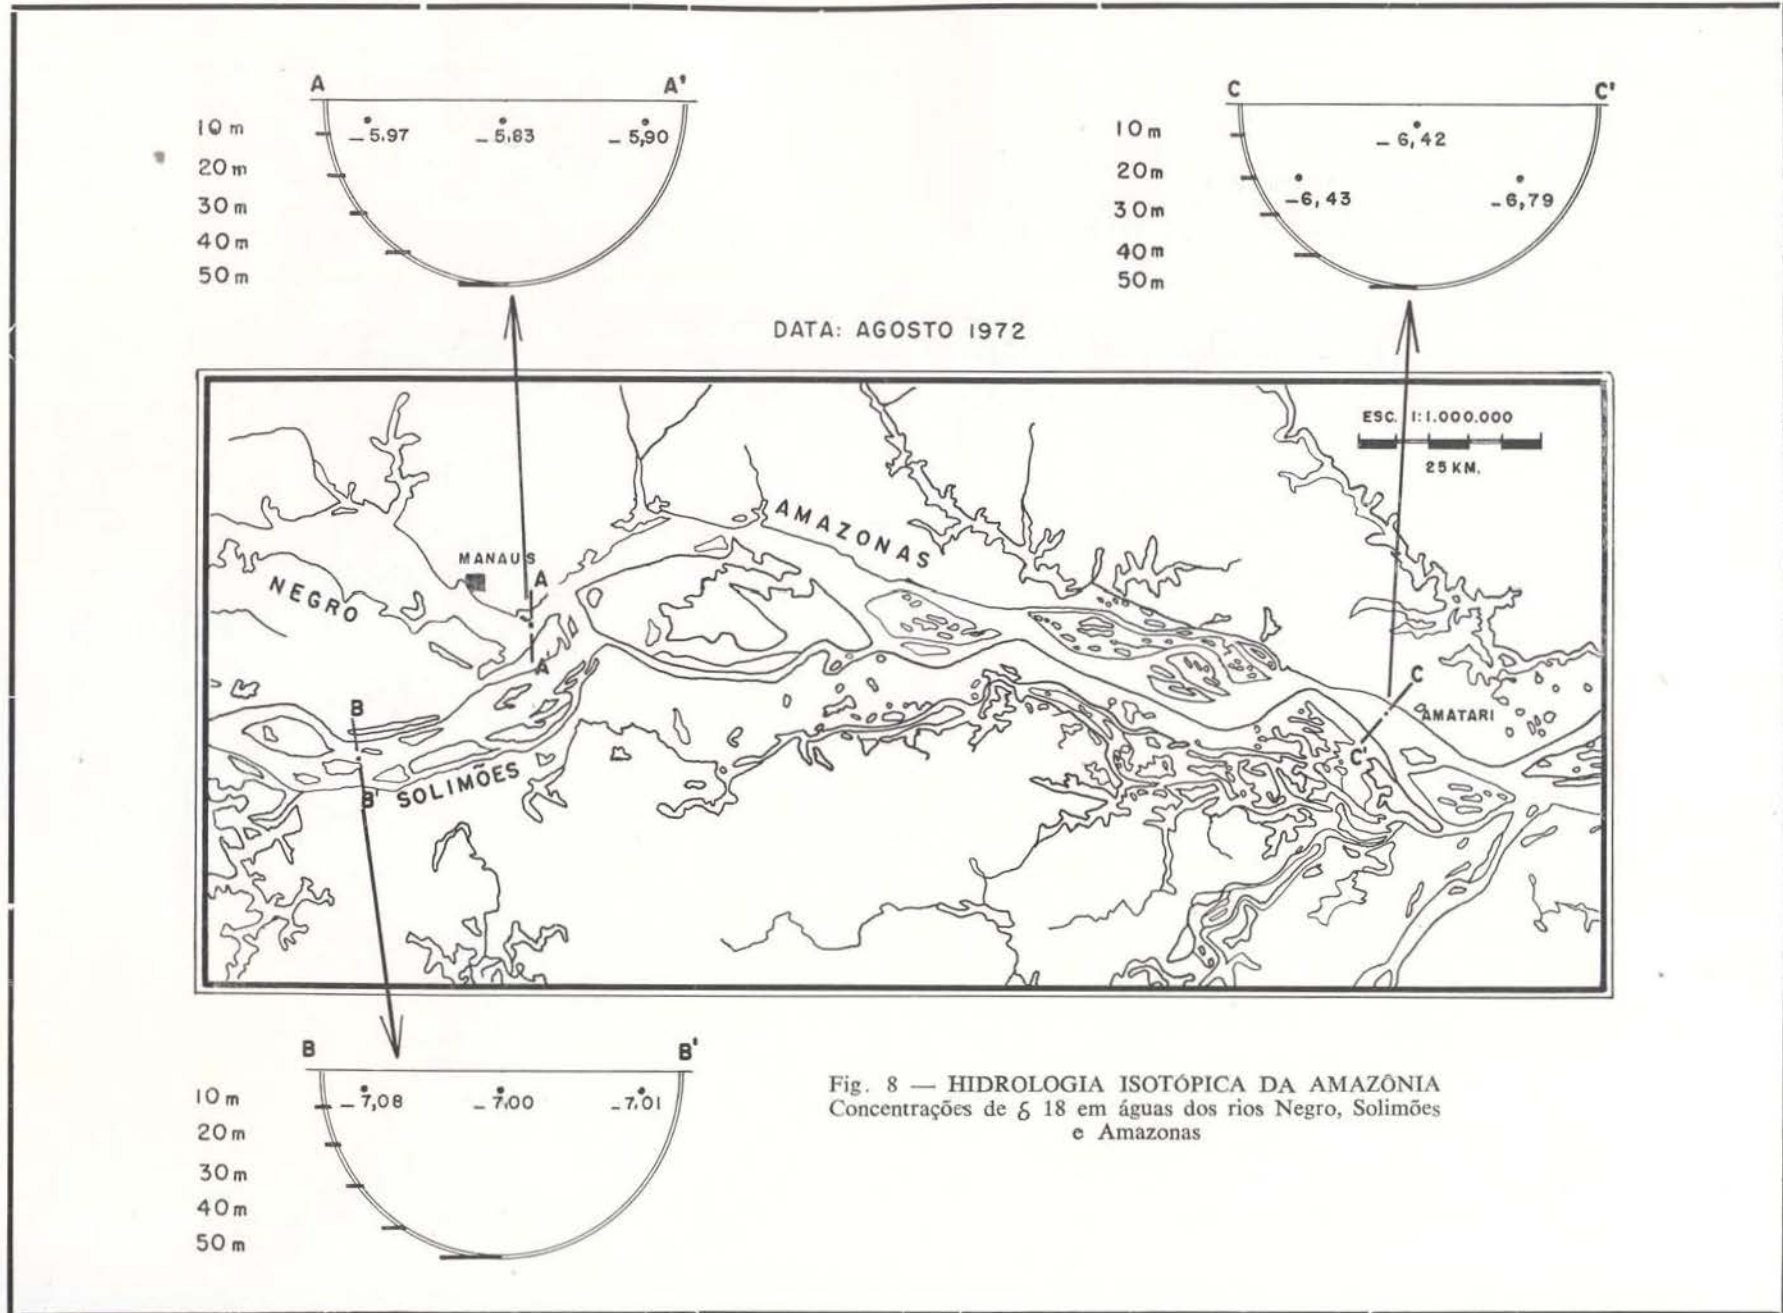 A A'
10 m
20 m
30 m
40 m
50 m
– 5,97 – 5,83 – 5,90
C C'
10 m
20 m
30 m
40 m
50 m
– 6,42
–6,43 –6,79
DATA: AGOSTO 1972
ESC. 1:1.000.000
25 KM.
AMAZONAS
MANAUS
NEGRO
A
A'
B
B'
SOLIMÕES
C
AMATARI
C'
B B'
10 m
20 m
30 m
40 m
50 m
– 7,08 – 7,00 – 7,01
Fig. 8 — HIDROLOGIA ISOTÓPICA DA AMAZÔNIA
Concentrações de δ 18 em águas dos rios Negro, Solimões
e Amazonas